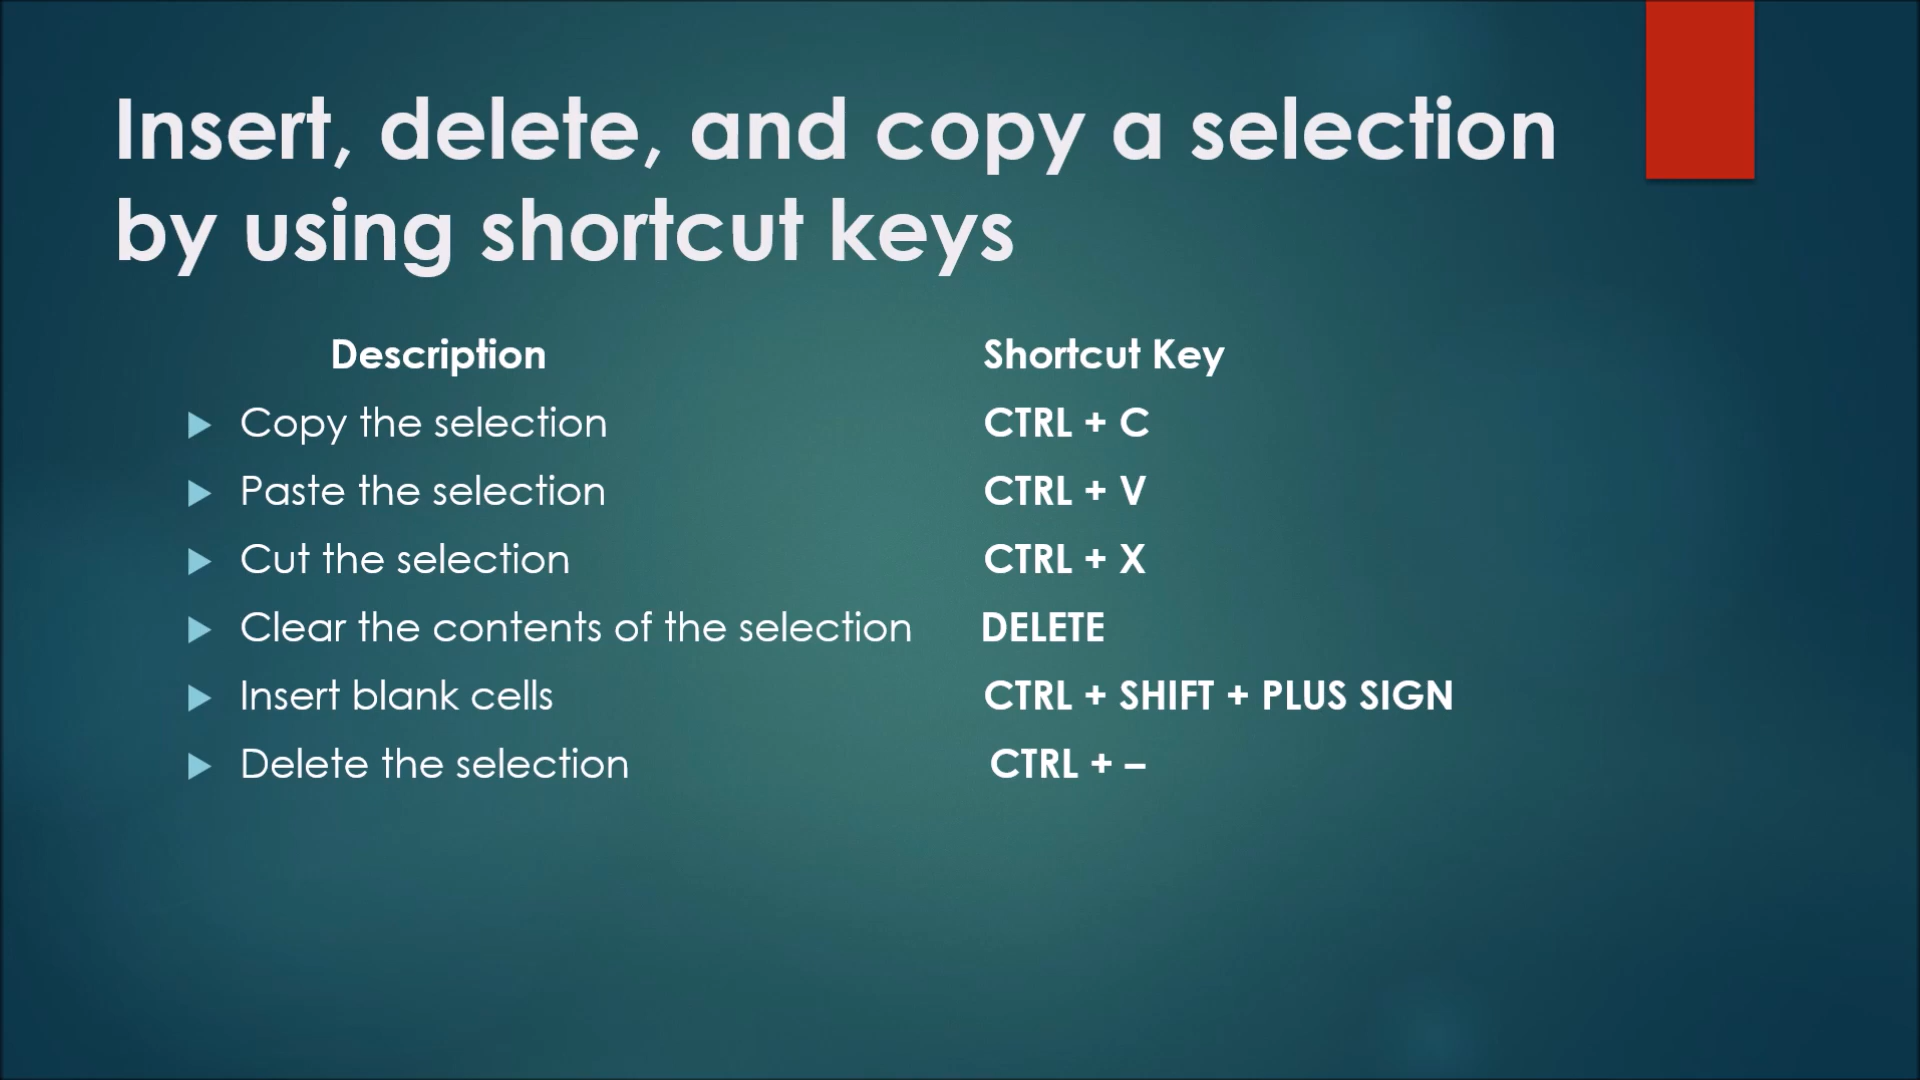 Insert, delete, and copy a selection
by using shortcut keys
Description Shortcut Key
Copy the selection CTRL + C
Paste the selection CTRL + V
Cut the selection CTRL + X
Clear the contents of the selection DELETE
Insert blank cells CTRL + SHIFT + PLUS SIGN
Delete the selection CTRL + –